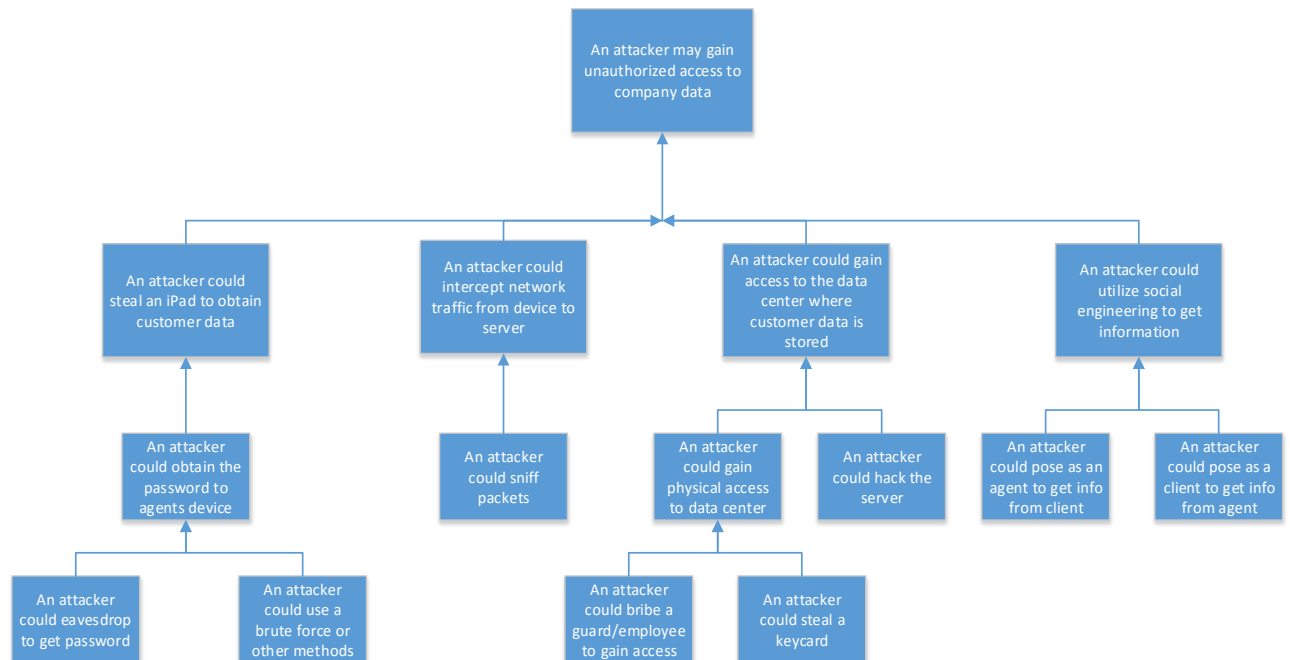 An attacker may gain
unauthorized access to
company data
An attacker could
steal an iPad to obtain
customer data
An attacker could
intercept network
traffic from device to
server
An attacker could gain
access to the data
center where
customer data is
stored
An attacker could
utilize social
engineering to get
information
An attacker
could obtain the
password to
agents device
An attacker
could sniff
packets
An attacker
could gain
physical access
to data center
An attacker
could hack the
server
An attacker
could pose as an
agent to get info
from client
An attacker
could pose as a
client to get info
from agent
An attacker
could eavesdrop
to get password
An attacker
could use a
brute force or
other methods
An attacker
could bribe a
guard/employee
to gain access
An attacker
could steal a
keycard